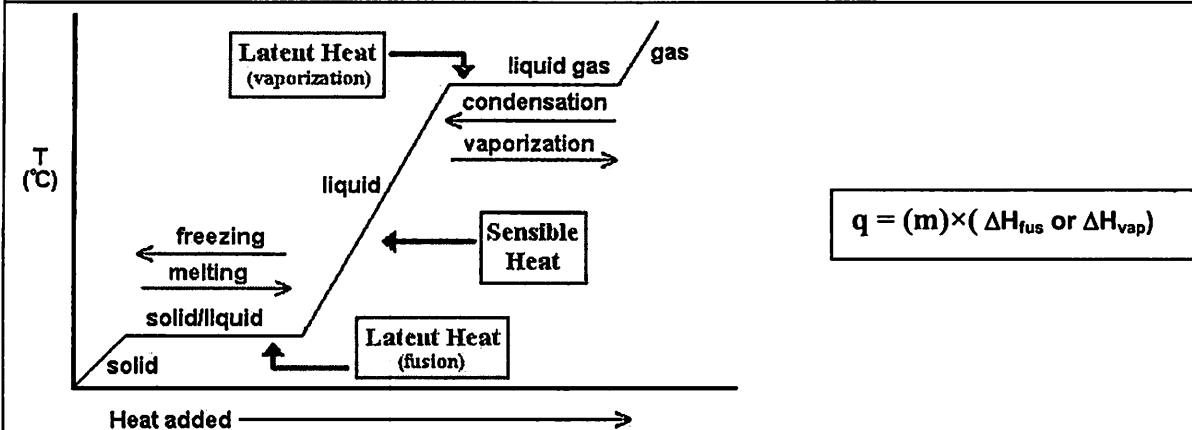 Latent Heat
(vaporization)
liquid gas
gas
condensation
vaporization
T
(°C)
liquid
q = (m)×( ΔHfus or ΔHvap)
freezing
Sensible
Heat
melting
solid/liquid
Latent Heat
(fusion)
solid
Heat added